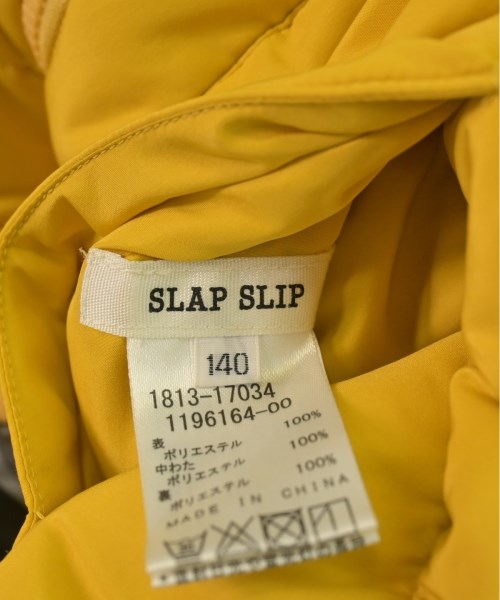 SLAP SLIP
140
1813-17034
1196164-00
表
ポリエステル 100%
中わた
ポリエステル 100%
裏
ポリエステル 100%
MADE IN CHINA